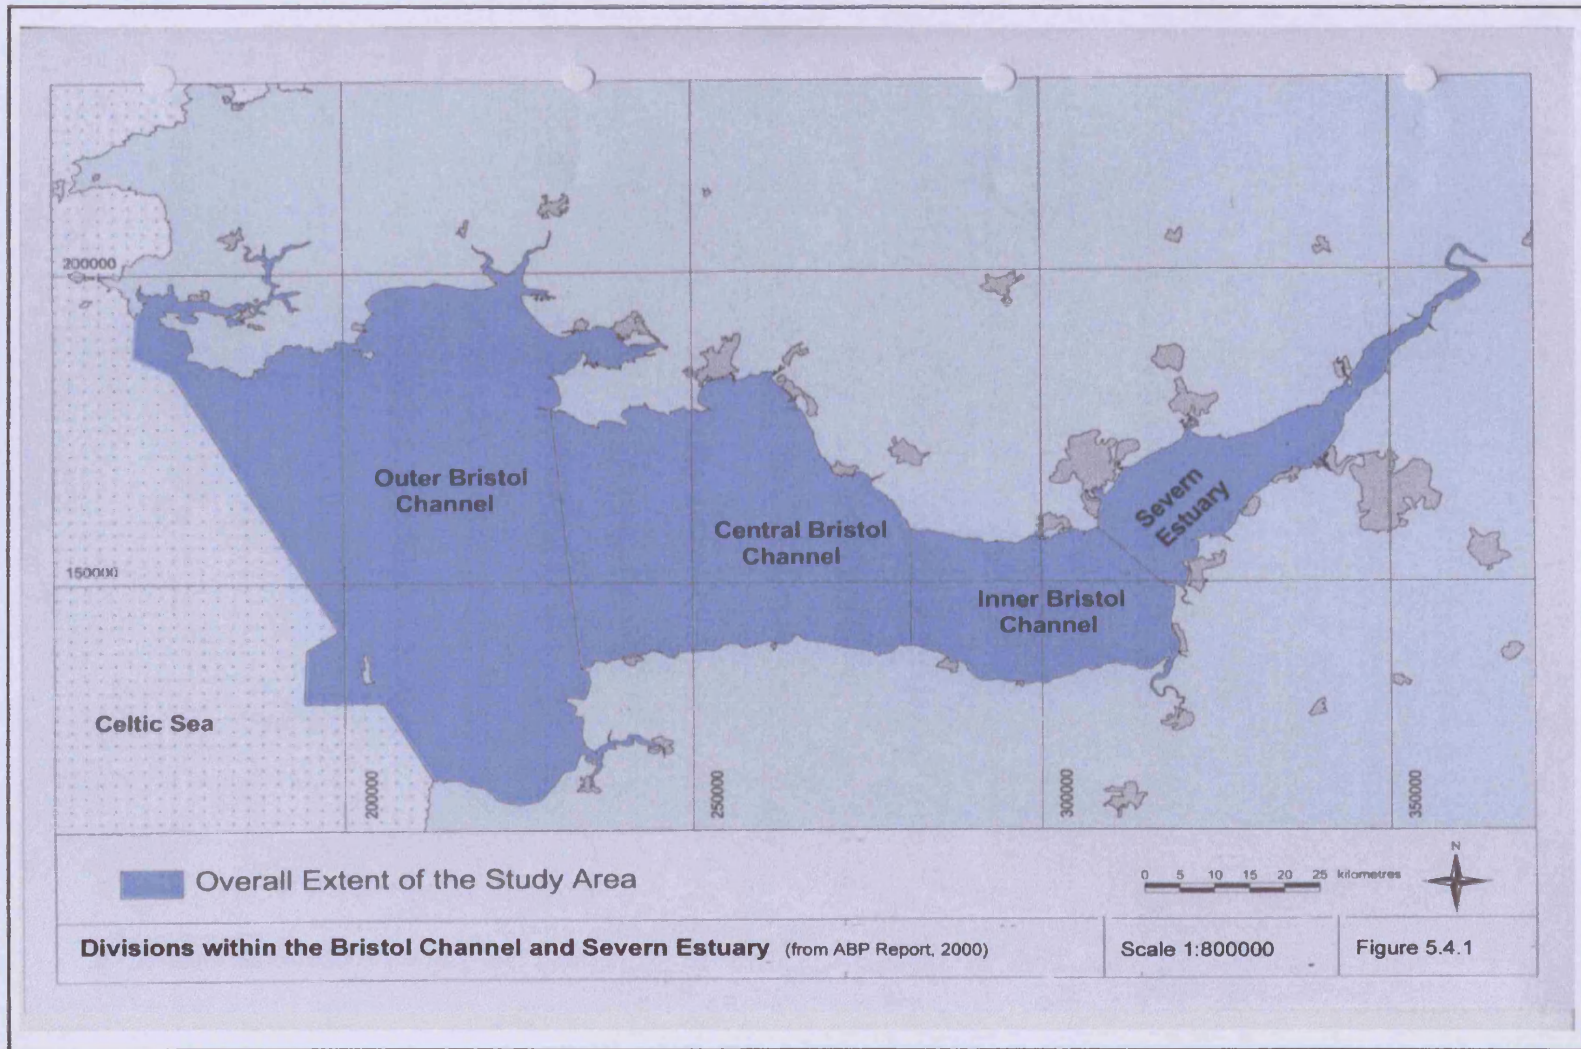 200000
Outer Bristol
Channel
Central Bristol
Channel
Severn
Estuary
150000
Inner Bristol
Channel
Celtic Sea
200000
250000
300000
350000
N
Overall Extent of the Study Area
0 5 10 15 20 25 kilometres
Divisions within the Bristol Channel and Severn Estuary (from ABP Report, 2000)
Scale 1:800000
Figure 5.4.1